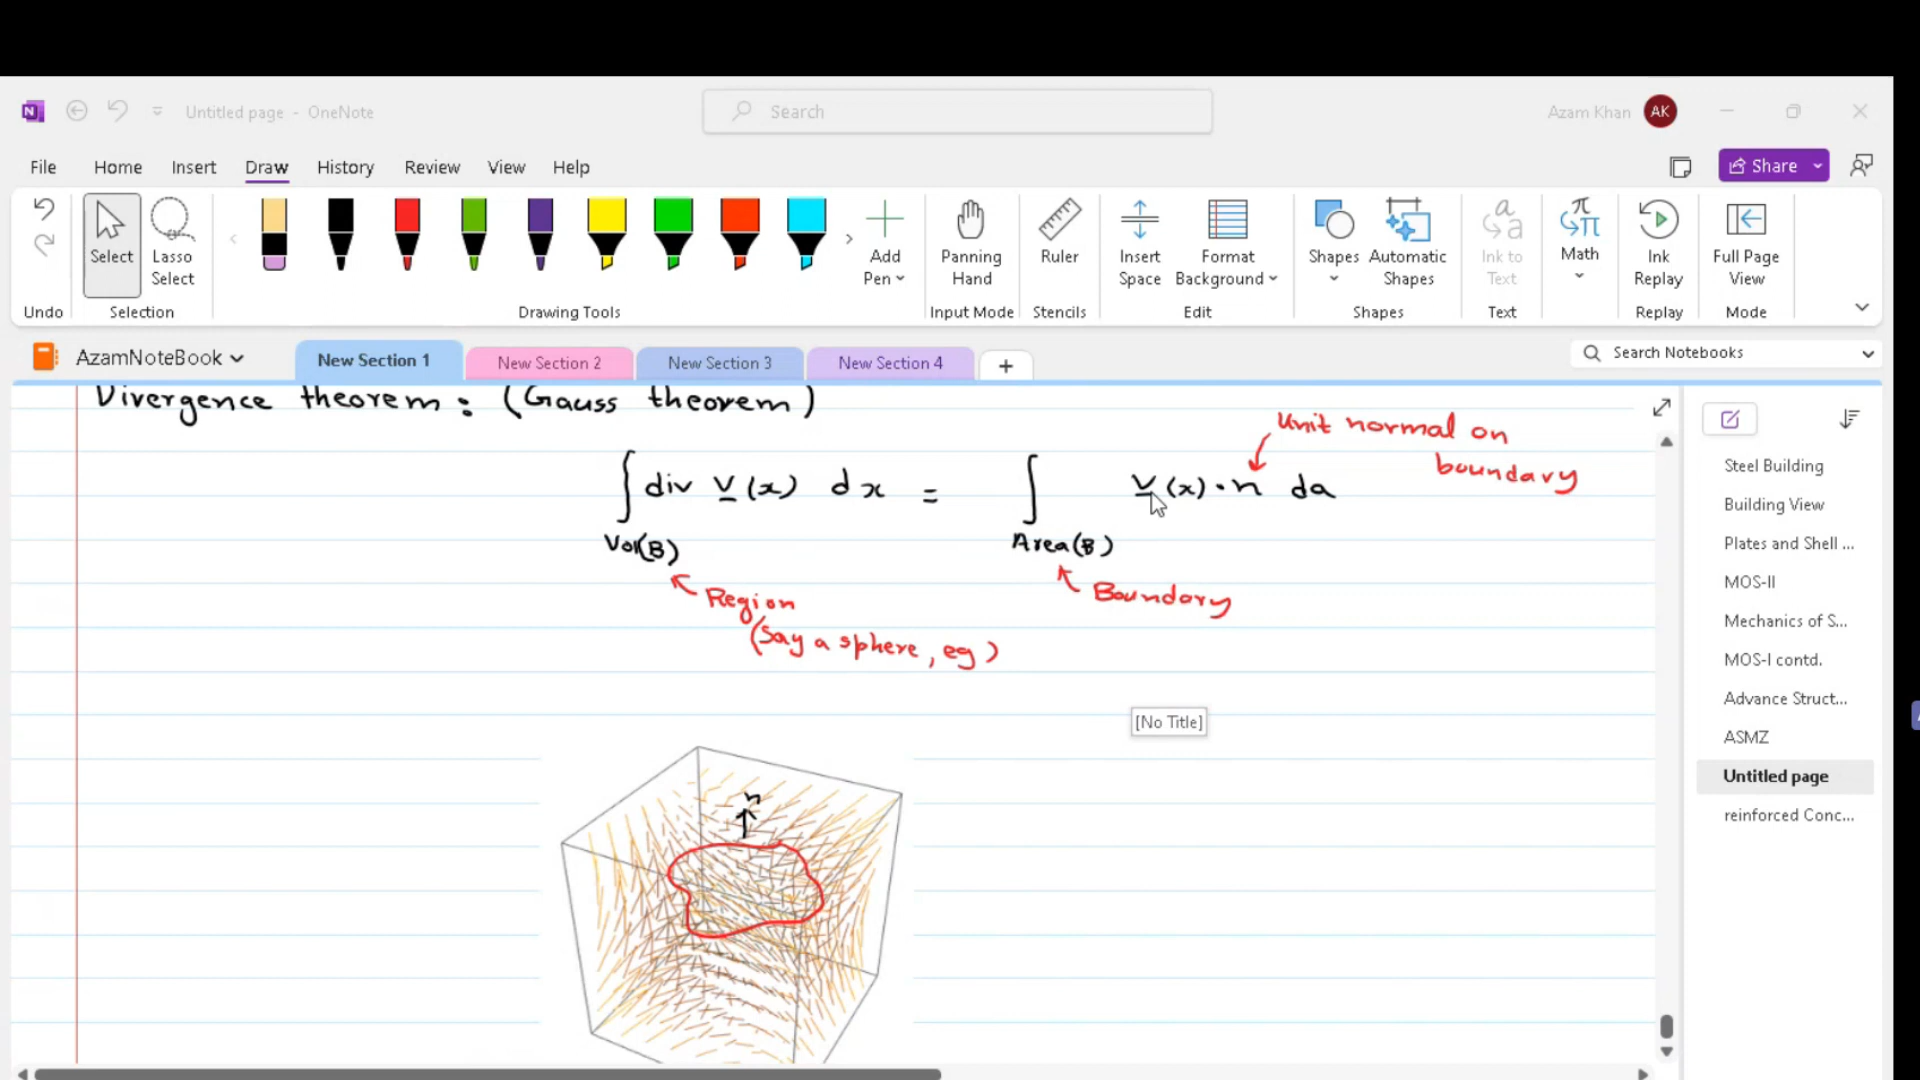 Untitled page - OneNote
Search
Azam Khan
AK
File Home Insert Draw History Review View Help
Share
Select
Lasso Select
Add Pen
Panning Hand
Ruler
Insert Space
Format Background
Shapes
Automatic Shapes
Ink to Text
Math
Ink Replay
Full Page View
Undo
Selection
Drawing Tools
Input Mode
Stencils
Edit
Shapes
Text
Replay
Mode
AzamNoteBook
New Section 1
New Section 2
New Section 3
New Section 4
+
Search Notebooks
Divergence theorem : (Gauss theorem)
Unit normal on
boundary
∫ div V(x) dx = ∫ V(x)·n da
Vol(B)
Area(B)
Region
(Say a sphere, eg)
Boundary
[No Title]
n
Steel Building
Building View
Plates and Shell ...
MOS-II
Mechanics of S...
MOS-I contd.
Advance Struct...
ASMZ
Untitled page
reinforced Conc...